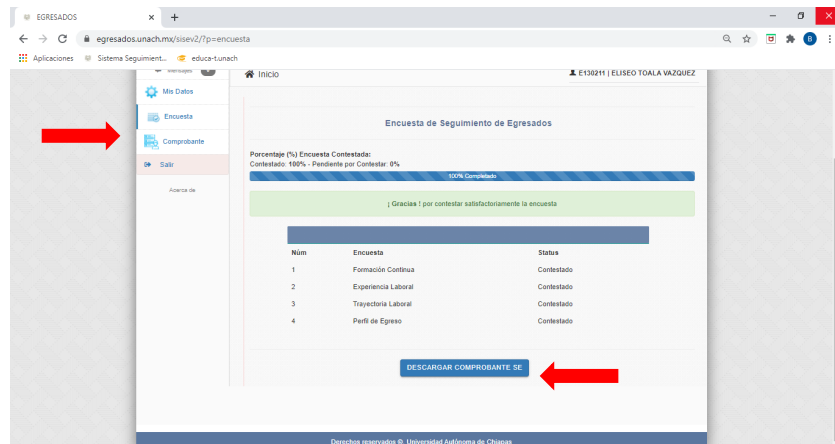 EGRESADOS
egresados.unach.mx/sisev2/?p=encuesta
Aplicaciones Sistema Seguimient... educa-t.unach
Mensajes
Inicio
E130211 | ELISEO TOALA VAZQUEZ
Mis Datos
Encuesta
Comprobante
Salir
Acerca de
Encuesta de Seguimiento de Egresados
Porcentaje (%) Encuesta Contestada:
Contestado: 100% - Pendiente por Contestar: 0%
100% Completado
¡ Gracias ! por contestar satisfactoriamente la encuesta
Núm Encuesta Status
1 Formación Continua Contestado
2 Experiencia Laboral Contestado
3 Trayectoria Laboral Contestado
4 Perfil de Egreso Contestado
DESCARGAR COMPROBANTE SE
Derechos reservados © Universidad Autónoma de Chiapas